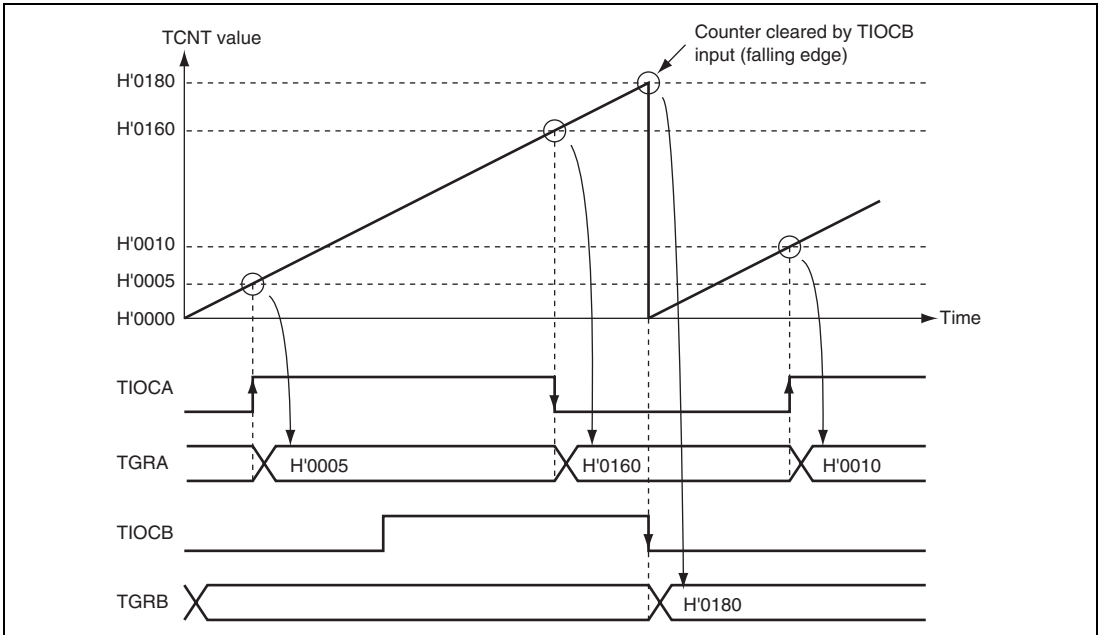 TCNT value
Counter cleared by TIOCB
input (falling edge)
H'0180
H'0160
H'0010
H'0005
H'0000
Time
TIOCA
TGRA
H'0005
H'0160
H'0010
TIOCB
TGRB
H'0180